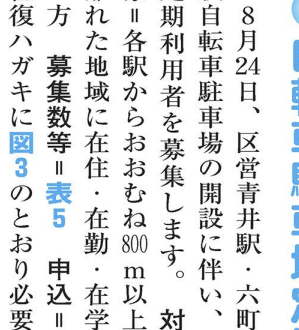 8月24日、区営青井駅・六町
自転車駐車場の開設に伴い、
期利用者を募集します。 対
＝各駅からおおむね800m以上
れた地域に在住・在勤・在学
方 募集数等＝表5 申込＝
復ハガキに図3のとおり必要